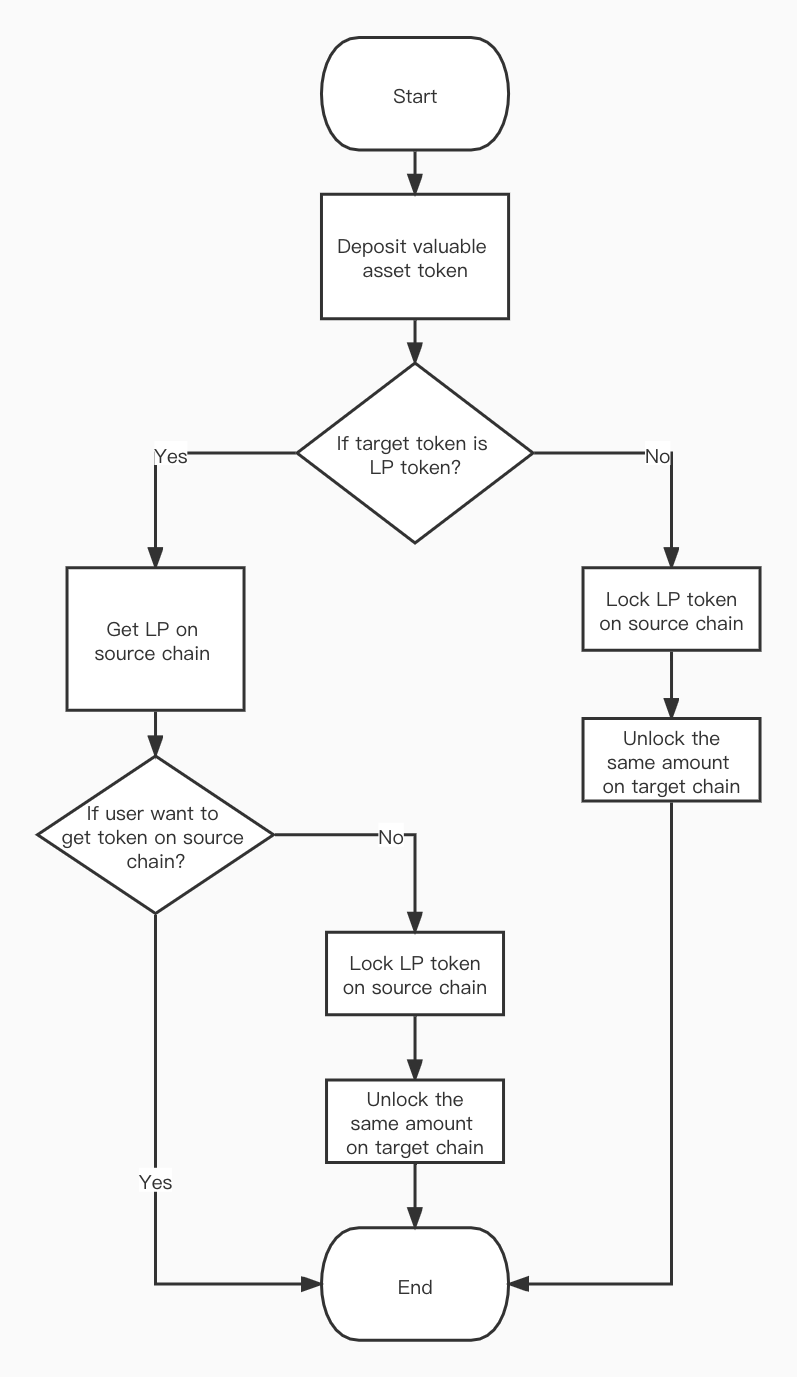 Start
Deposit valuable
asset token
If target token is
LP token?
Yes
No
Get LP on
source chain
Lock LP token
on source chain
Unlock the
same amount
on target chain
If user want to
get token on source
chain?
No
Lock LP token
on source chain
Unlock the
same amount
on target chain
Yes
End